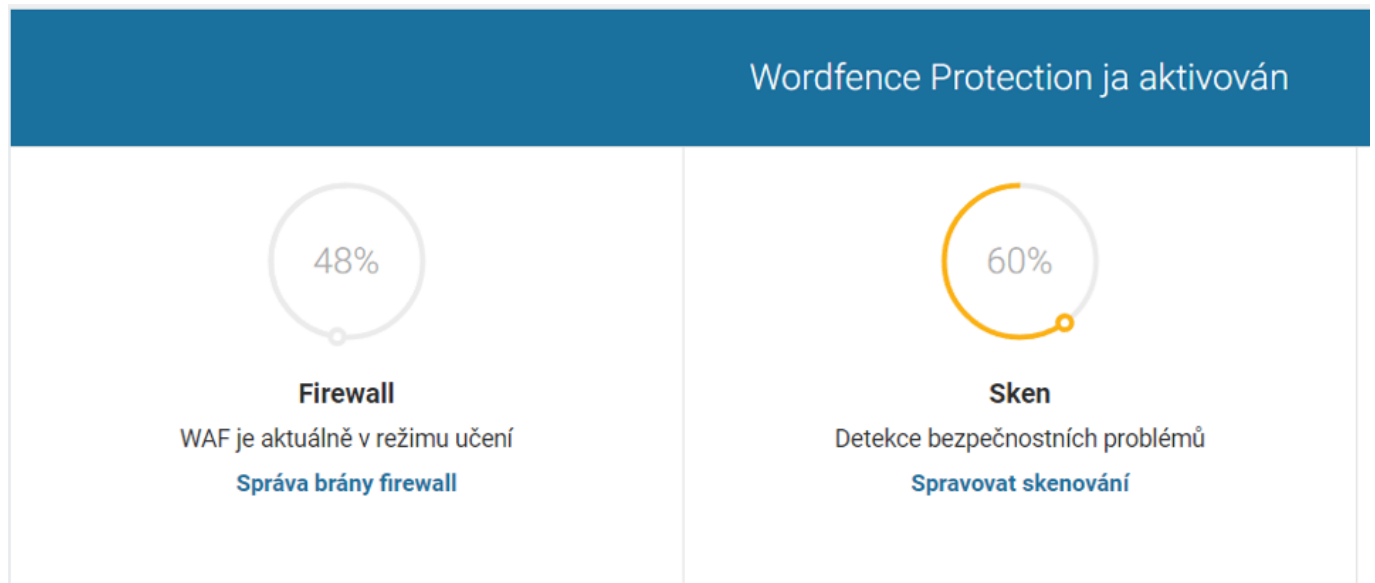 Wordfence Protection ja aktivován
48%
Firewall
WAF je aktuálně v režimu učení
Správa brány firewall
60%
Sken
Detekce bezpečnostních problémů
Spravovat skenování